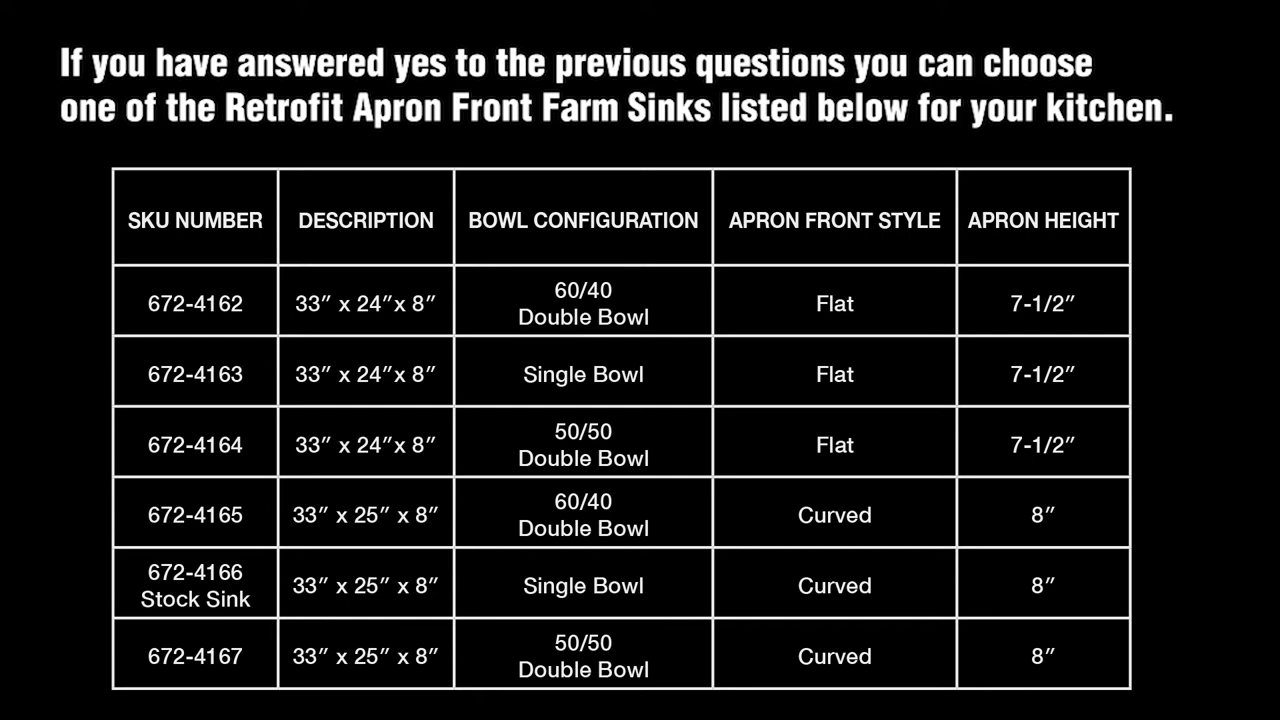 If you have answered yes to the previous questions you can choose
one of the Retrofit Apron Front Farm Sinks listed below for your kitchen.
SKU NUMBER DESCRIPTION BOWL CONFIGURATION APRON FRONT STYLE APRON HEIGHT
672-4162 33″ x 24″x 8″ 60/40 Double Bowl Flat 7-1/2″
672-4163 33″ x 24″x 8″ Single Bowl Flat 7-1/2″
672-4164 33″ x 24″x 8″ 50/50 Double Bowl Flat 7-1/2″
672-4165 33″ x 25″ x 8″ 60/40 Double Bowl Curved 8″
672-4166 Stock Sink 33″ x 25″ x 8″ Single Bowl Curved 8″
672-4167 33″ x 25″ x 8″ 50/50 Double Bowl Curved 8″